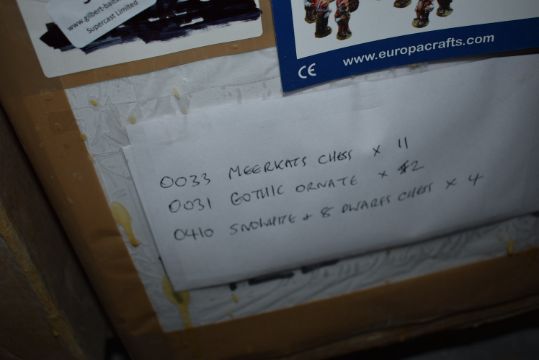 www.gilbert-baits
Supercast Limited
CE www.europacrafts.com
0033 MEERKATS CHESS x 11
0031 GOTHIC ORNATE x 2
0410 SNOWHITE + 8 DWARFS CHESS x 4